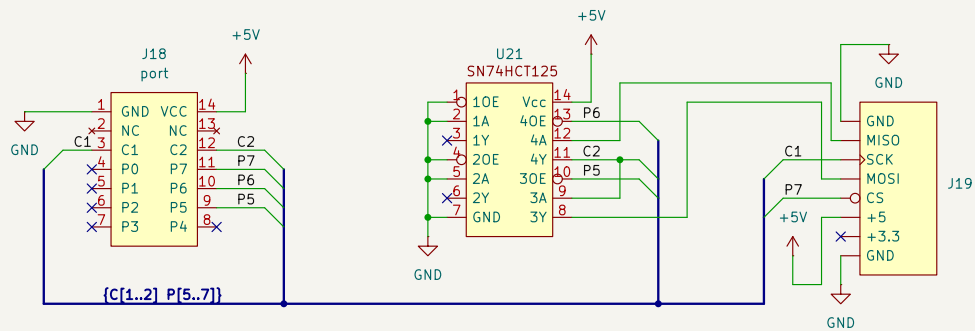 J18
port
+5V
1 GND VCC 14
2 NC NC 13
C1 3 C1 C2 12 C2
4 P0 P7 11 P7
5 P1 P6 10 P6
6 P2 P5 9 P5
7 P3 P4 8
GND
{C[1..2] P[5..7]}
U21
SN74HCT125
+5V
1 1OE Vcc 14
2 1A 4OE 13 P6
3 1Y 4A 12
4 2OE 4Y 11 C2
5 2A 3OE 10 P5
6 2Y 3A 9
7 GND 3Y 8
GND
GND
J19
GND
MISO
C1 SCK
MOSI
P7 CS
+5V +5
+3.3
GND
GND